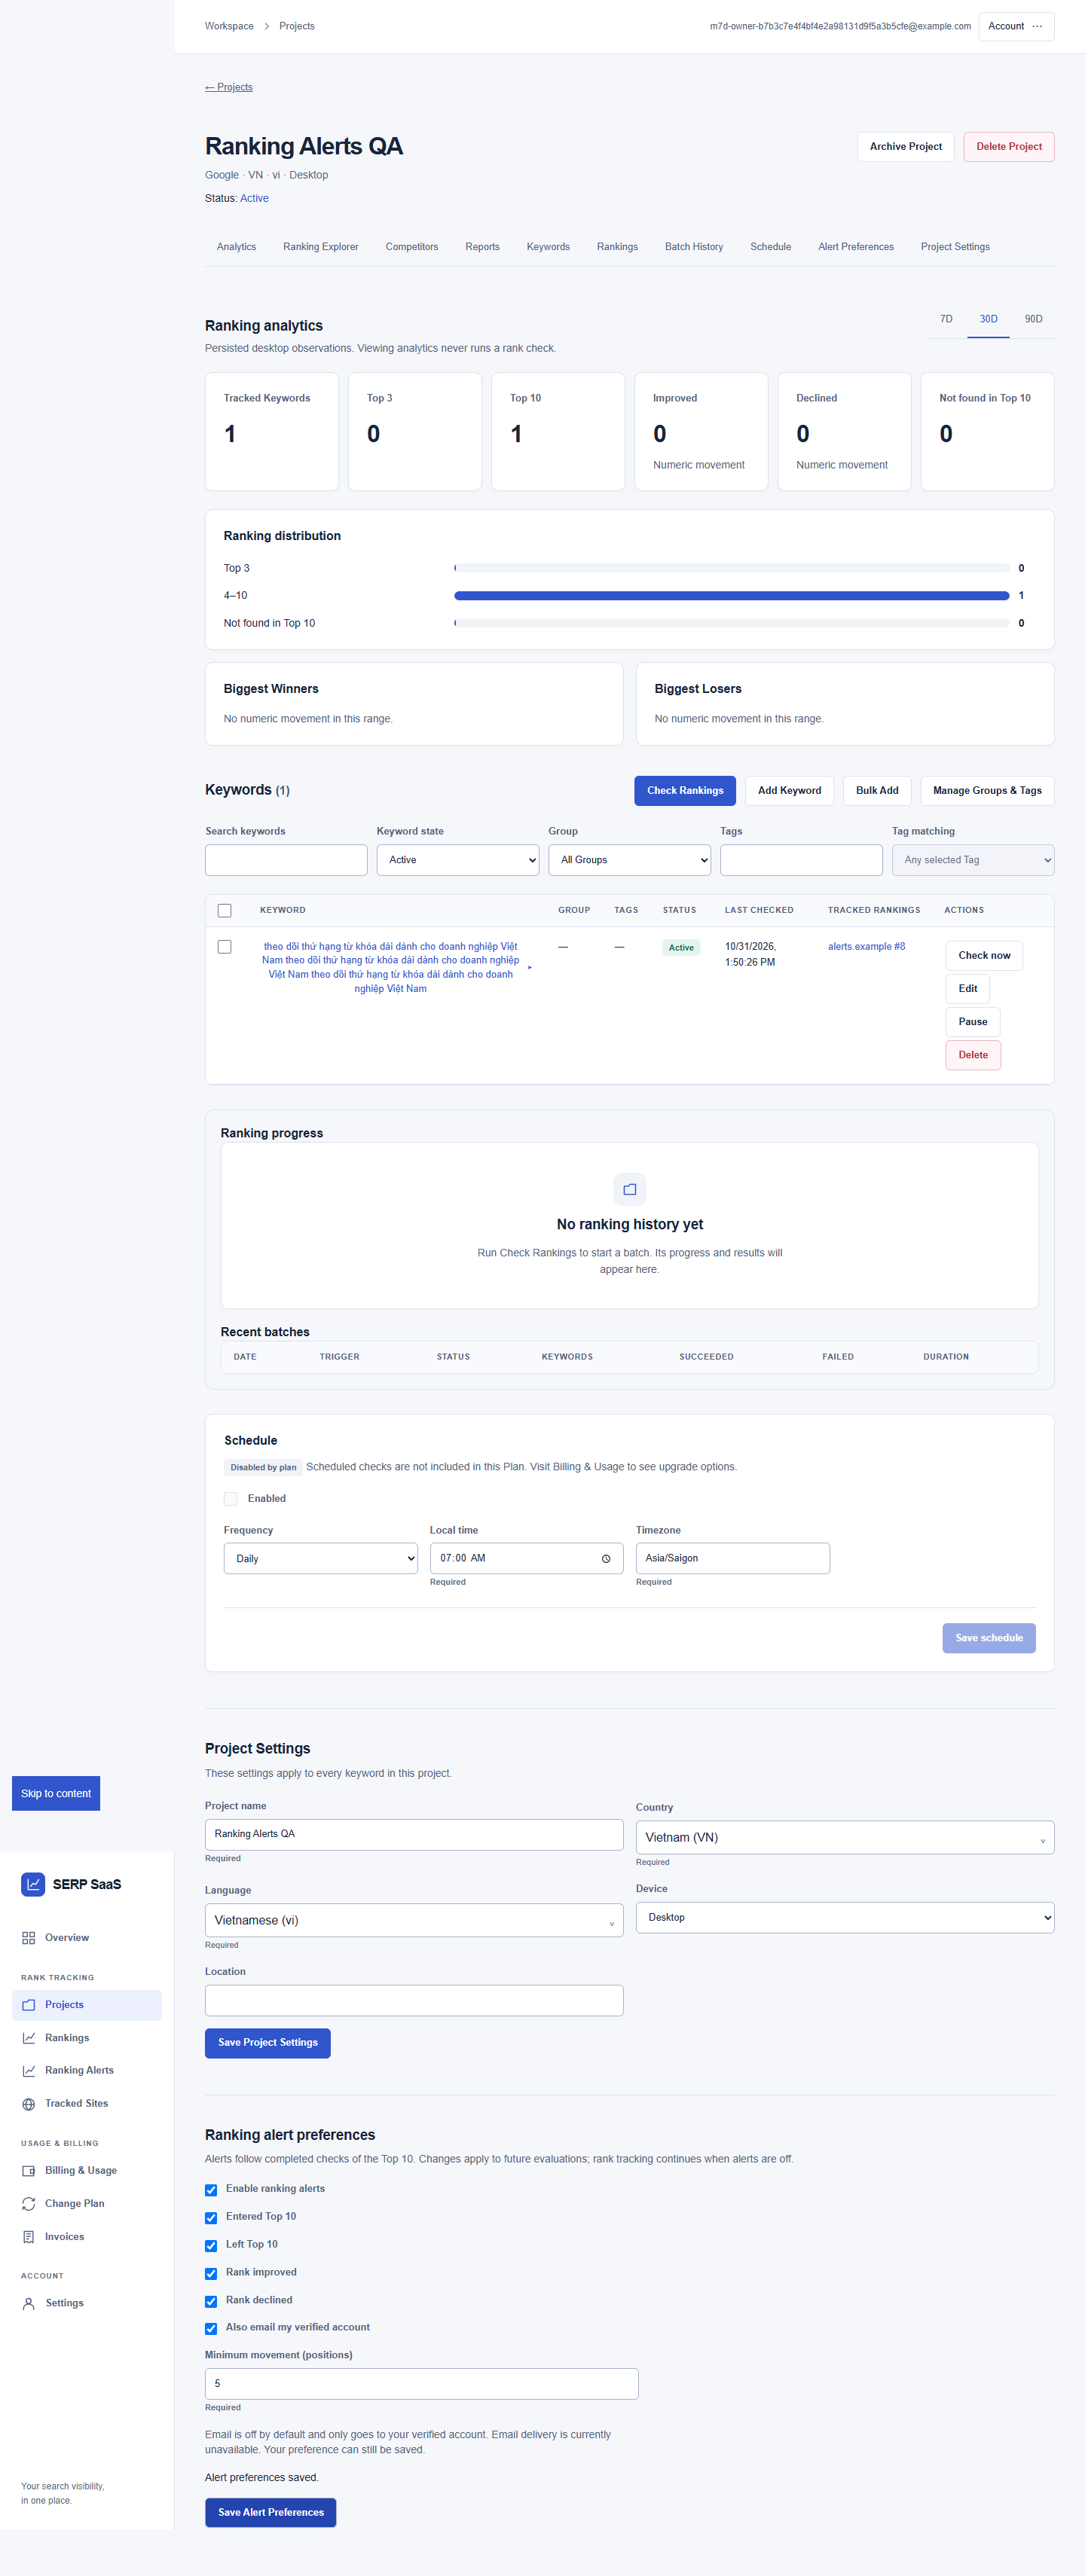 Workspace > Projects
m7d-owner-b7b3c7e4f4bf4e2a98131d9f5a3b5cfe@example.com
Account ···
← Projects
Ranking Alerts QA
Archive Project
Delete Project
Google · VN · vi · Desktop
Status: Active
Analytics
Ranking Explorer
Competitors
Reports
Keywords
Rankings
Batch History
Schedule
Alert Preferences
Project Settings
Ranking analytics
7D
30D
90D
Persisted desktop observations. Viewing analytics never runs a rank check.
Tracked Keywords
1
Top 3
0
Top 10
1
Improved
0
Numeric movement
Declined
0
Numeric movement
Not found in Top 10
0
Ranking distribution
Top 3
0
4–10
1
Not found in Top 10
0
Biggest Winners
No numeric movement in this range.
Biggest Losers
No numeric movement in this range.
Keywords (1)
Check Rankings
Add Keyword
Bulk Add
Manage Groups & Tags
Search keywords
Keyword state
Active
Group
All Groups
Tags
Tag matching
Any selected Tag
KEYWORD
GROUP
TAGS
STATUS
LAST CHECKED
TRACKED RANKINGS
ACTIONS
theo dõi thứ hạng từ khóa dài dành cho doanh nghiệp Việt
Nam theo dõi thứ hạng từ khóa dài dành cho doanh nghiệp
Việt Nam theo dõi thứ hạng từ khóa dài dành cho doanh
nghiệp Việt Nam
—
—
Active
10/31/2026,
1:50:26 PM
alerts.example #8
Check now
Edit
Pause
Delete
Ranking progress
No ranking history yet
Run Check Rankings to start a batch. Its progress and results will
appear here.
Recent batches
DATE
TRIGGER
STATUS
KEYWORDS
SUCCEEDED
FAILED
DURATION
Schedule
Disabled by plan
Scheduled checks are not included in this Plan. Visit Billing & Usage to see upgrade options.
Enabled
Frequency
Daily
Local time
07:00 AM
Required
Timezone
Asia/Saigon
Required
Save schedule
Project Settings
These settings apply to every keyword in this project.
Project name
Ranking Alerts QA
Required
Country
Vietnam (VN)
Required
Language
Vietnamese (vi)
Required
Device
Desktop
Location
Save Project Settings
Ranking alert preferences
Alerts follow completed checks of the Top 10. Changes apply to future evaluations; rank tracking continues when alerts are off.
Enable ranking alerts
Entered Top 10
Left Top 10
Rank improved
Rank declined
Also email my verified account
Minimum movement (positions)
5
Required
Email is off by default and only goes to your verified account. Email delivery is currently
unavailable. Your preference can still be saved.
Alert preferences saved.
Save Alert Preferences
Skip to content
SERP SaaS
Overview
RANK TRACKING
Projects
Rankings
Ranking Alerts
Tracked Sites
USAGE & BILLING
Billing & Usage
Change Plan
Invoices
ACCOUNT
Settings
Your search visibility,
in one place.